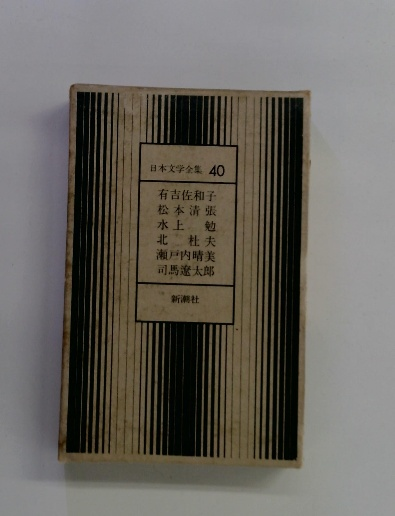 日本文学全集 40
有吉佐和子
松本清張
水上 勉
北 杜夫
瀬戸内晴美
司馬遼太郎
新潮社